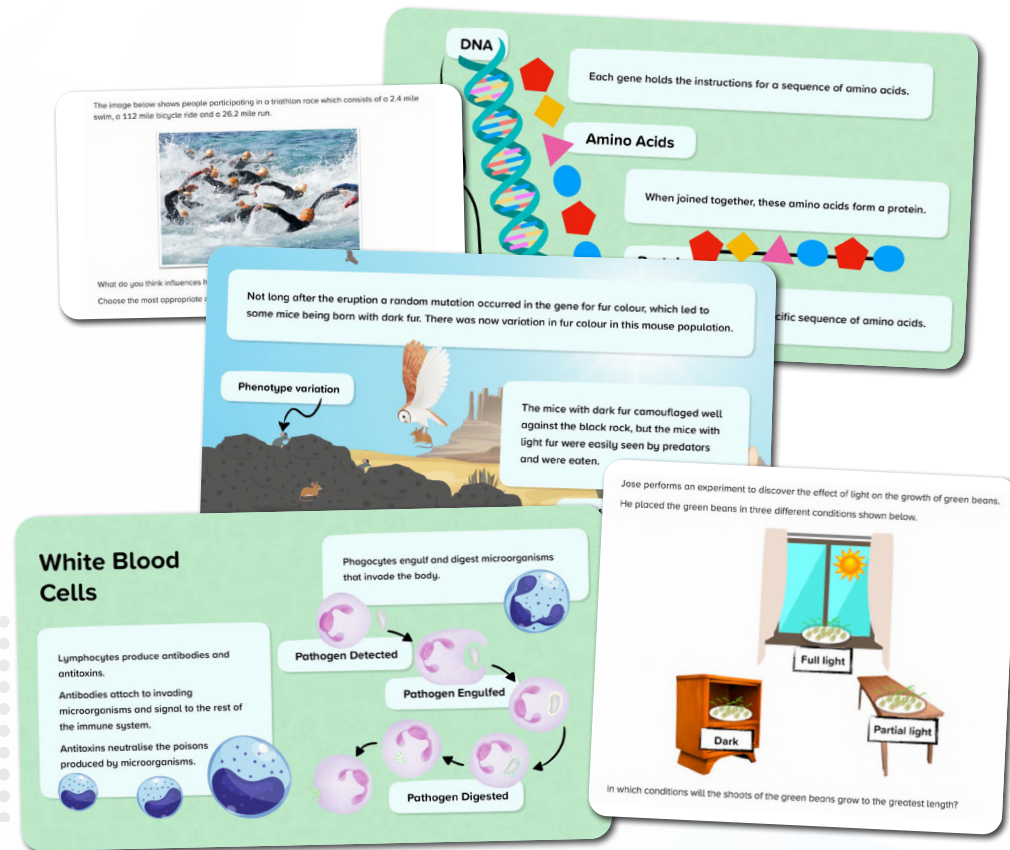 DNA
Each gene holds the instructions for a sequence of amino acids.
Amino Acids
When joined together, these amino acids form a protein.
cific sequence of amino acids.
The image below shows people participating in a triathlon race which consists of a 2.4 mile
swim, a 112 mile bicycle ride and a 26.2 mile run.
What do you think influences h
Choose the most appropriate
Not long after the eruption a random mutation occurred in the gene for fur colour, which led to
some mice being born with dark fur. There was now variation in fur colour in this mouse population.
Phenotype variation
The mice with dark fur camouflaged well
against the black rock, but the mice with
light fur were easily seen by predators
and were eaten.
White Blood
Cells
Lymphocytes produce antibodies and
antitoxins.
Antibodies attach to invading
microorganisms and signal to the rest of
the immune system.
Antitoxins neutralise the poisons
produced by microorganisms.
Phagocytes engulf and digest microorganisms
that invade the body.
Pathogen Detected
Pathogen Engulfed
Pathogen Digested
Jose performs an experiment to discover the effect of light on the growth of green beans.
He placed the green beans in three different conditions shown below.
Full light
Dark
Partial light
In which conditions will the shoots of the green beans grow to the greatest length?